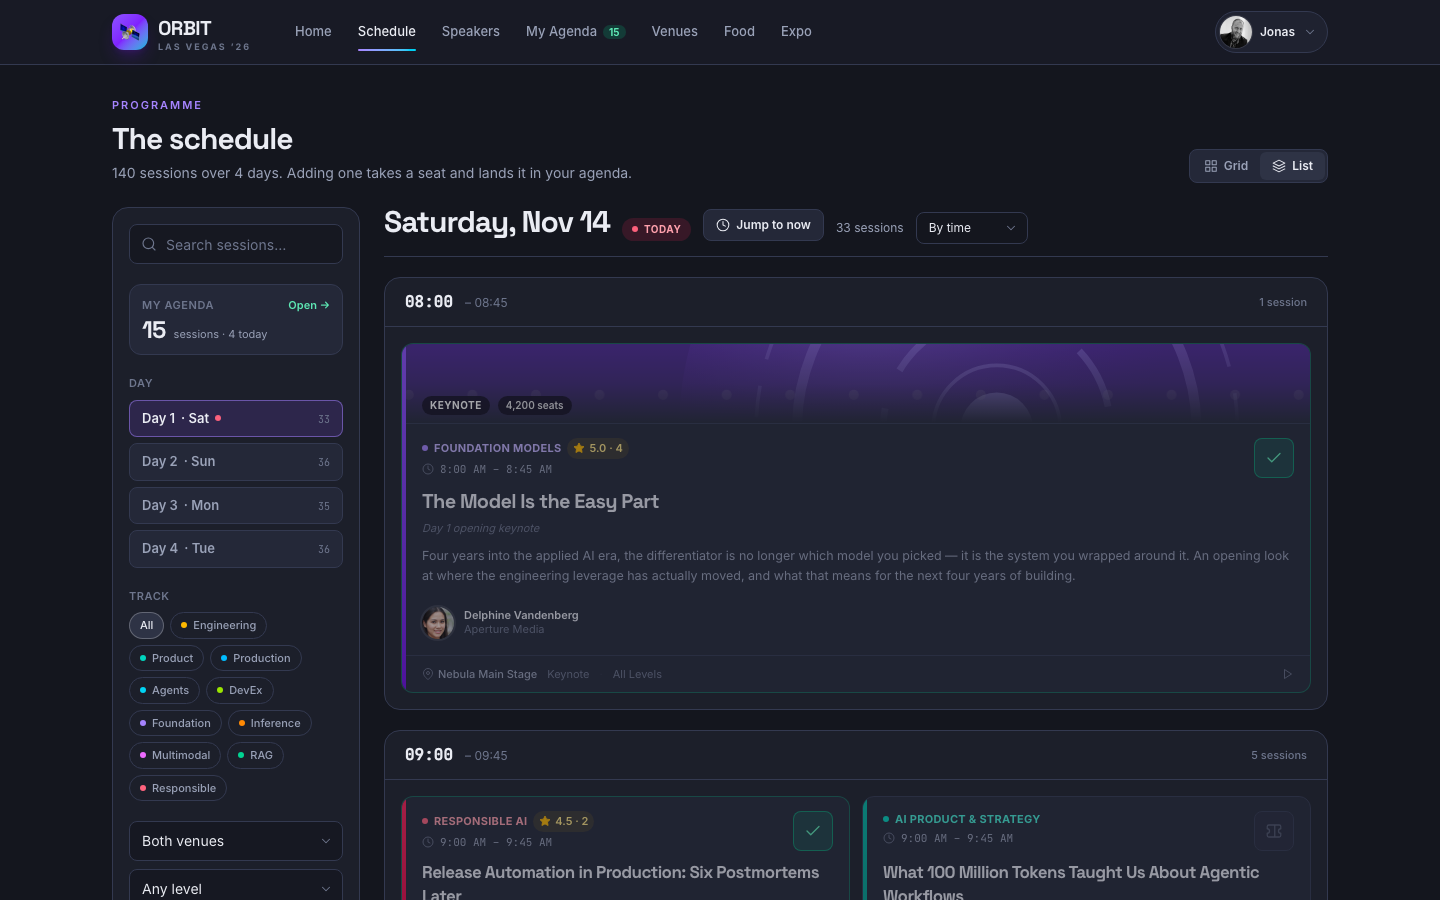 ORBIT
LAS VEGAS '26
Home
Schedule
Speakers
My Agenda 15
Venues
Food
Expo
Jonas
PROGRAMME
The schedule
140 sessions over 4 days. Adding one takes a seat and lands it in your agenda.
Grid
List
Search sessions...
MY AGENDA
Open →
15 sessions · 4 today
DAY
Day 1 · Sat 33
Day 2 · Sun 36
Day 3 · Mon 35
Day 4 · Tue 36
TRACK
All
Engineering
Product
Production
Agents
DevEx
Foundation
Inference
Multimodal
RAG
Responsible
Both venues
Any level
Saturday, Nov 14
TODAY
Jump to now
33 sessions
By time
08:00 – 08:45
1 session
KEYNOTE
4,200 seats
FOUNDATION MODELS
5.0 · 4
8:00 AM – 8:45 AM
The Model Is the Easy Part
Day 1 opening keynote
Four years into the applied AI era, the differentiator is no longer which model you picked — it is the system you wrapped around it. An opening look
at where the engineering leverage has actually moved, and what that means for the next four years of building.
Delphine Vandenberg
Aperture Media
Nebula Main Stage
Keynote
All Levels
09:00 – 09:45
5 sessions
RESPONSIBLE AI
4.5 · 2
9:00 AM – 9:45 AM
Release Automation in Production: Six Postmortems
Later
AI PRODUCT & STRATEGY
9:00 AM – 9:45 AM
What 100 Million Tokens Taught Us About Agentic
Workflows